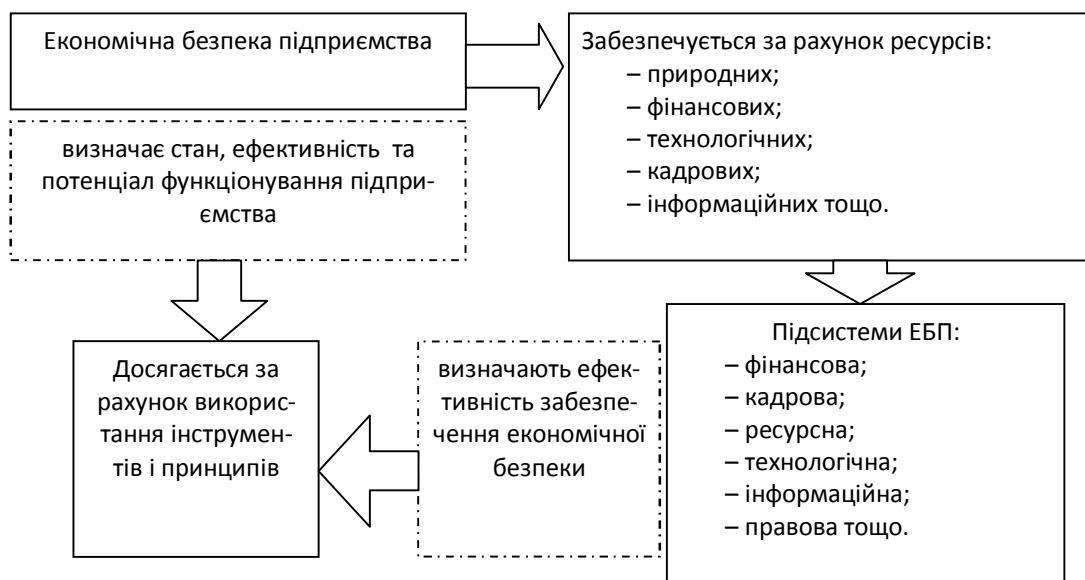 Економічна безпека підприємства
Забезпечується за рахунок ресурсів:
– природних;
– фінансових;
– технологічних;
– кадрових;
– інформаційних тощо.
визначає стан, ефективність та
потенціал функціонування підпри-
ємства
Досягається за
рахунок викорис-
тання інструмен-
тів і принципів
визначають ефек-
тивність забезпе-
чення економічної
безпеки
Підсистеми ЕБП:
– фінансова;
– кадрова;
– ресурсна;
– технологічна;
– інформаційна;
– правова тощо.